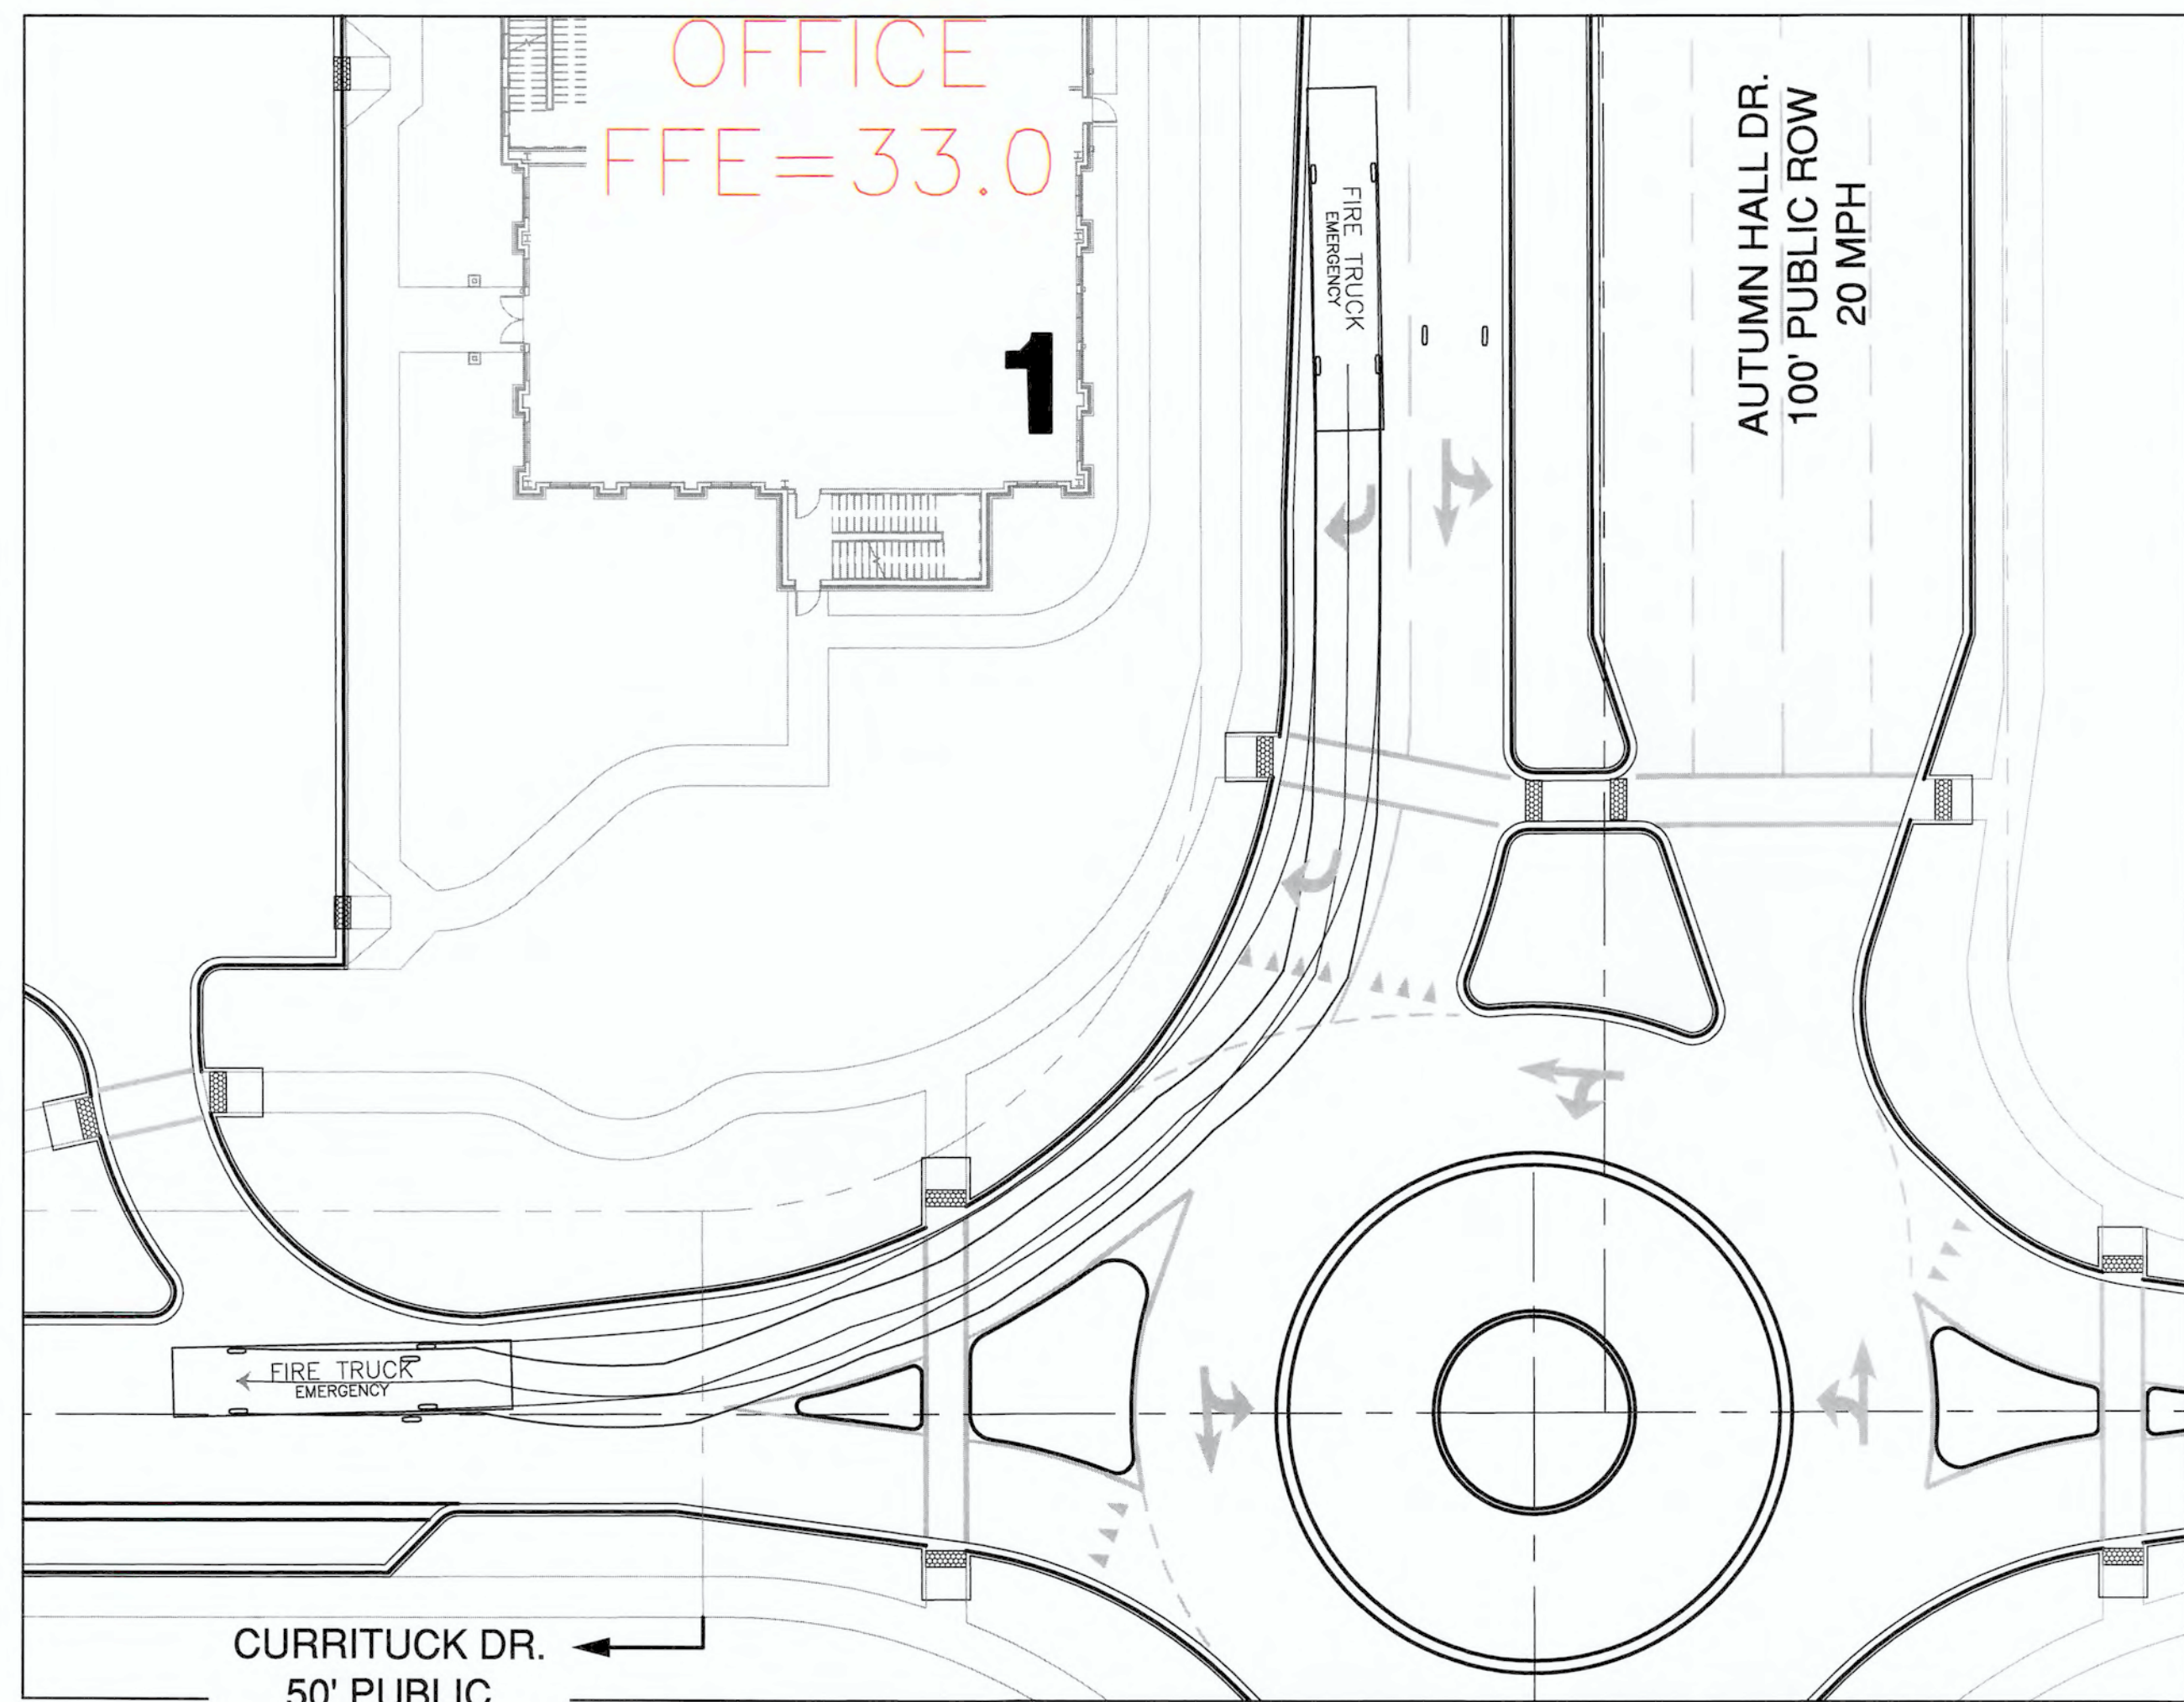 OFFICE
FFE=33.0
1
FIRE TRUCK
EMERGENCY
AUTUMN HALL DR.
100' PUBLIC ROW
20 MPH
FIRE TRUCK
EMERGENCY
CURRITUCK DR.
50' PUBLIC